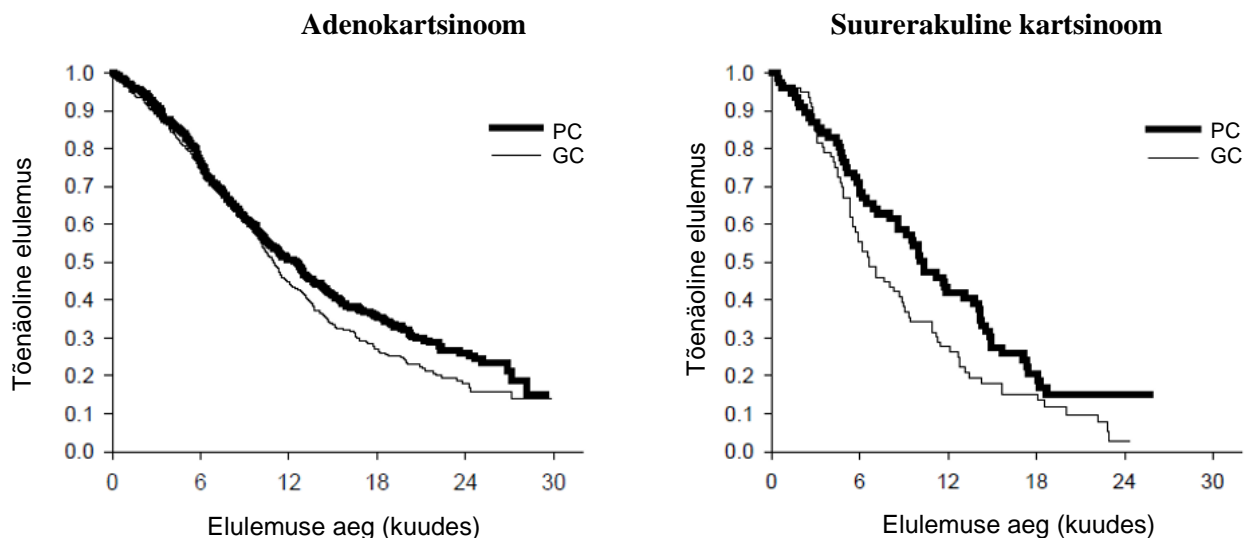 Adenokartsinoom
1.0
0.9
0.8
0.7
0.6
0.5
0.4
0.3
0.2
0.1
0.0
Tõenäoline elulemus
PC
GC
0 6 12 18 24 30
Elulemuse aeg (kuudes)
Suurerakuline kartsinoom
1.0
0.9
0.8
0.7
0.6
0.5
0.4
0.3
0.2
0.1
0.0
Tõenäoline elulemus
PC
GC
0 6 12 18 24 30
Elulemuse aeg (kuudes)